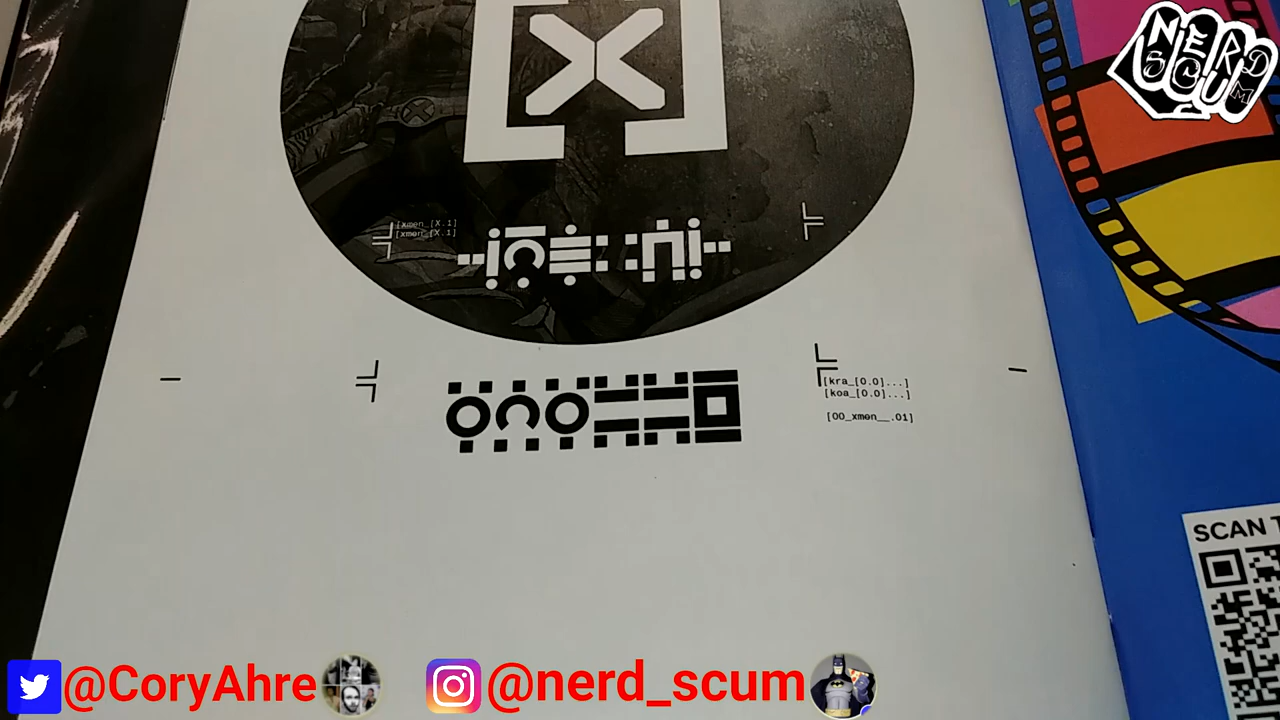 NERD
SCUM
[xmen_[X.1]
[xmen_[X.1]
[kra_[0.0]...]
[koa_[0.0]...]
[00_xmen__.01]
SCAN T
@CoryAhre
@nerd_scum